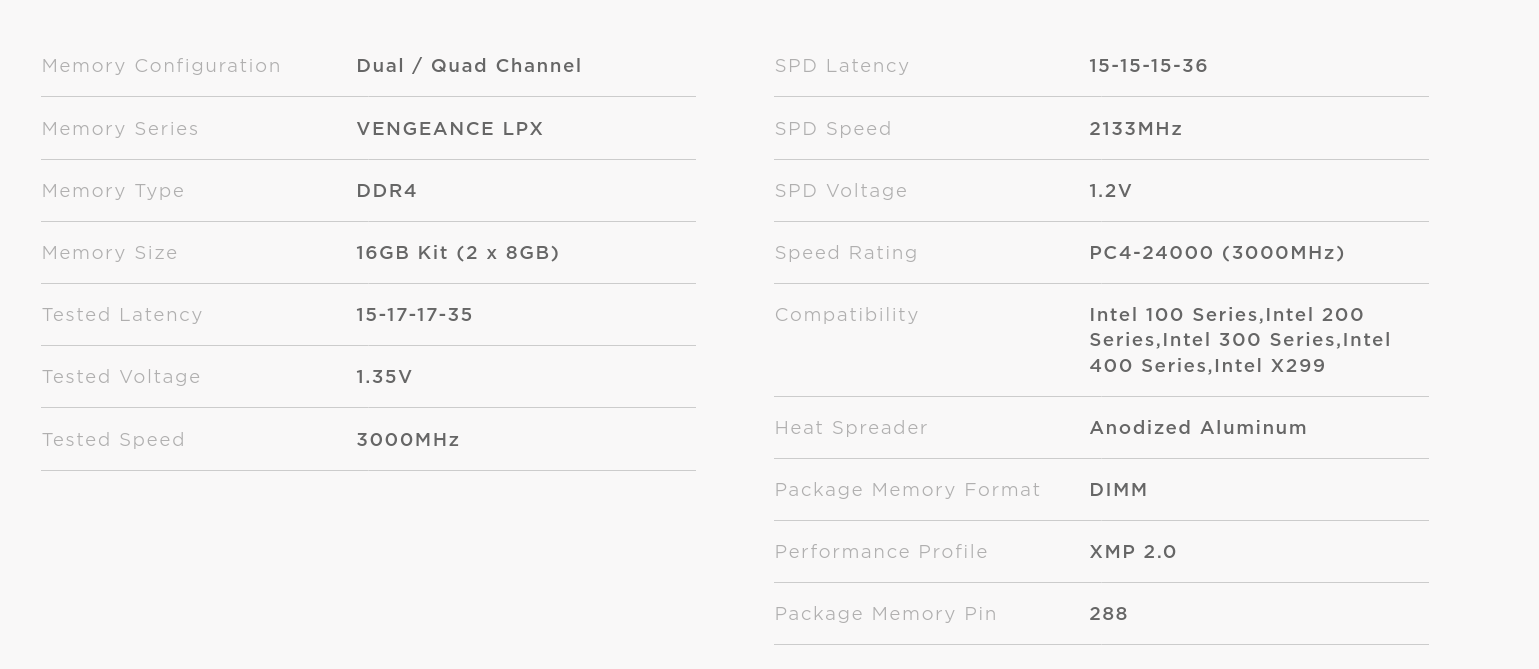 Memory Configuration Dual / Quad Channel
Memory Series VENGEANCE LPX
Memory Type DDR4
Memory Size 16GB Kit (2 x 8GB)
Tested Latency 15-17-17-35
Tested Voltage 1.35V
Tested Speed 3000MHz
SPD Latency 15-15-15-36
SPD Speed 2133MHz
SPD Voltage 1.2V
Speed Rating PC4-24000 (3000MHz)
Compatibility Intel 100 Series,Intel 200
Series,Intel 300 Series,Intel
400 Series,Intel X299
Heat Spreader Anodized Aluminum
Package Memory Format DIMM
Performance Profile XMP 2.0
Package Memory Pin 288